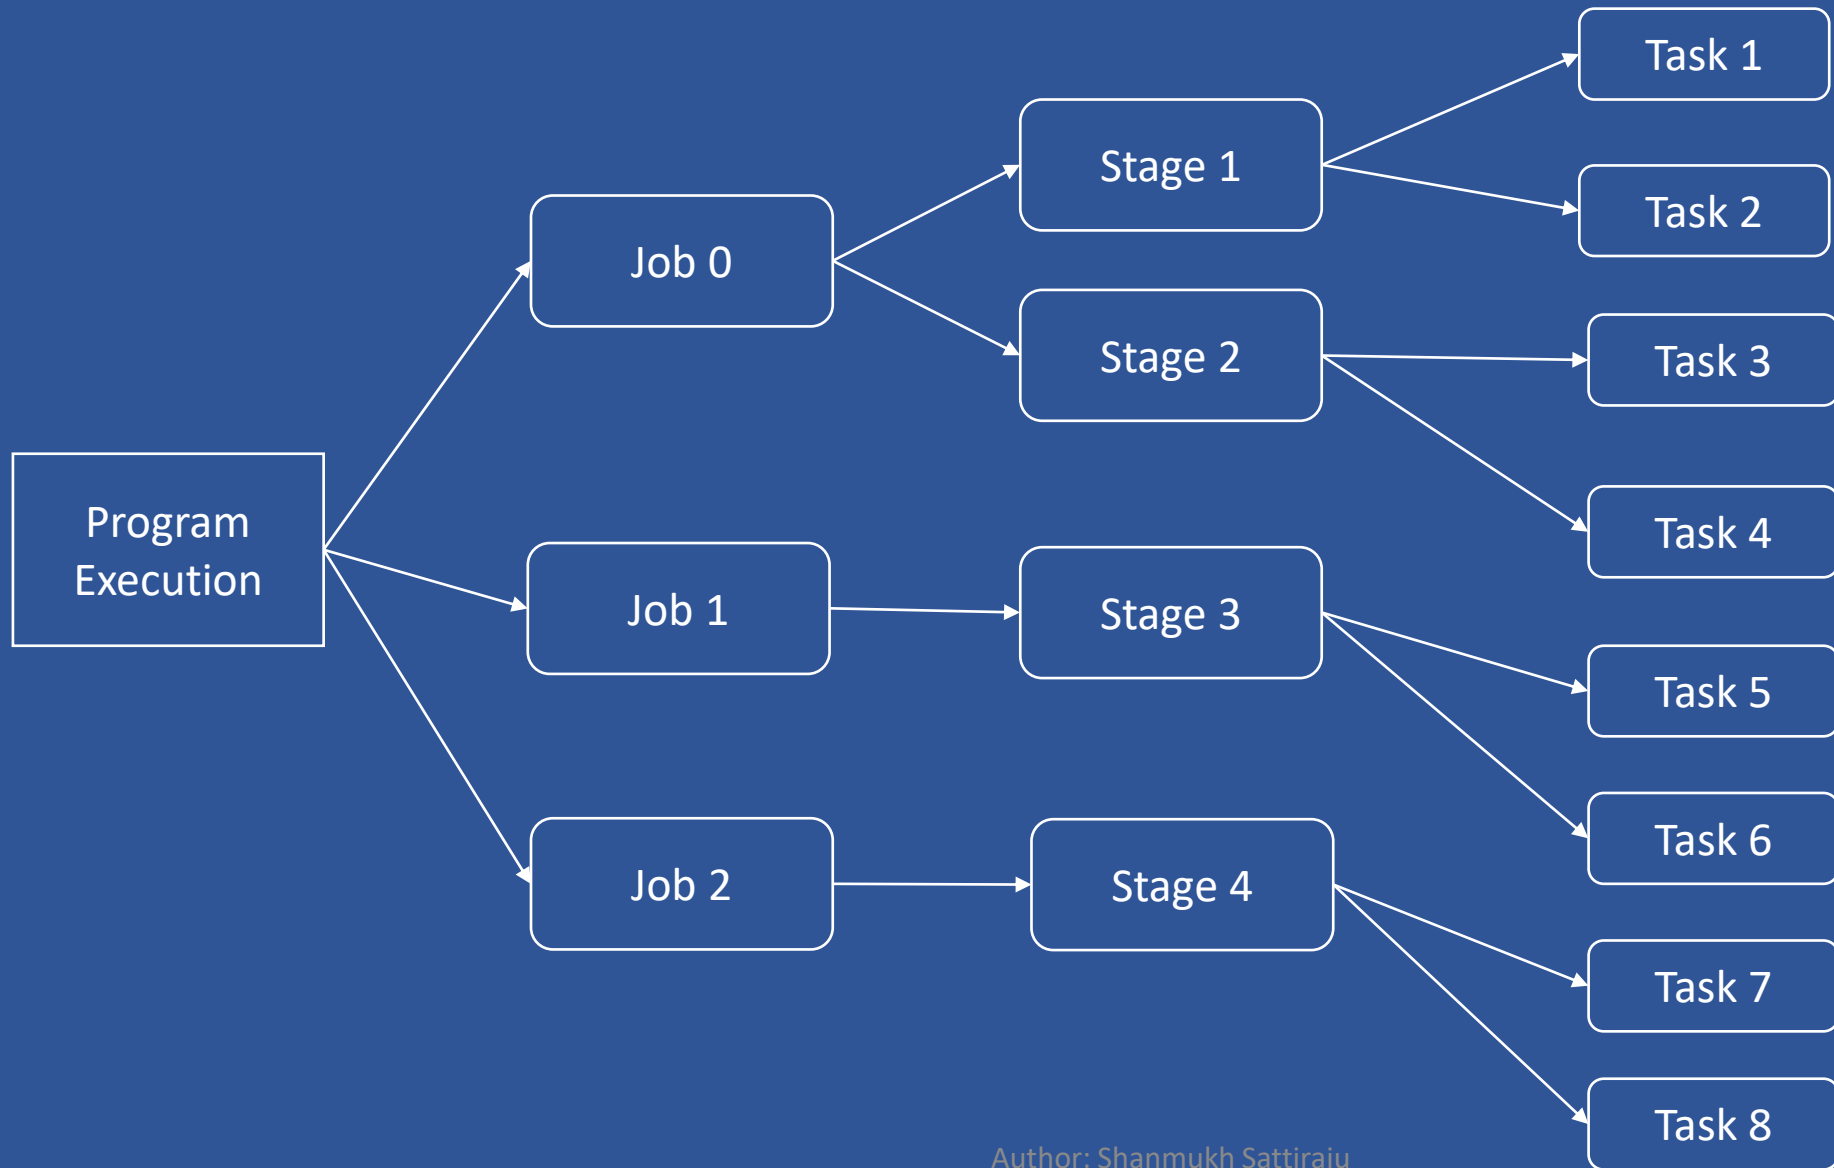 Task 1
Stage 1
Task 2
Job 0
Stage 2
Task 3
Program
Execution
Task 4
Job 1
Stage 3
Task 5
Task 6
Job 2
Stage 4
Task 7
Task 8
Author: Shanmukh Sattiraju